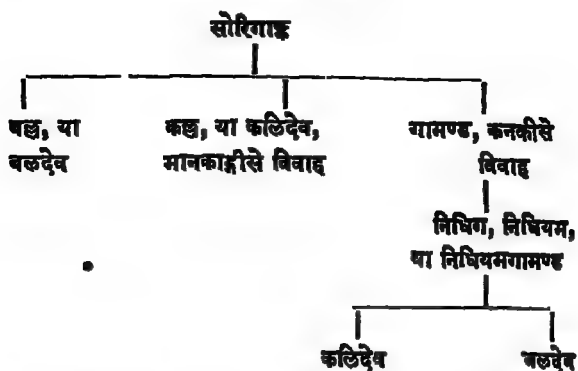 सोरिगाङ्क
बल्ल, या
बलदेव
कल्ल, या कलिदेव,
मानकाङ्गीसे विवाह
गामण्ड, कनकीसे
विवाह
निधिग, निधियम,
या निधियमगामण्ड
कलिदेव
बलदेव